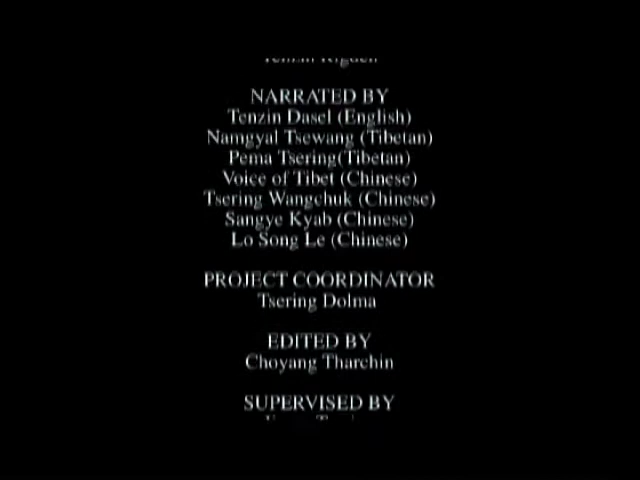 NARRATED BY
Tenzin Dasel (English)
Namgyal Tsewang (Tibetan)
Pema Tsering(Tibetan)
Voice of Tibet (Chinese)
Tsering Wangchuk (Chinese)
Sangye Kyab (Chinese)
Lo Song Le (Chinese)
PROJECT COORDINATOR
Tsering Dolma
EDITED BY
Choyang Tharchin
SUPERVISED BY